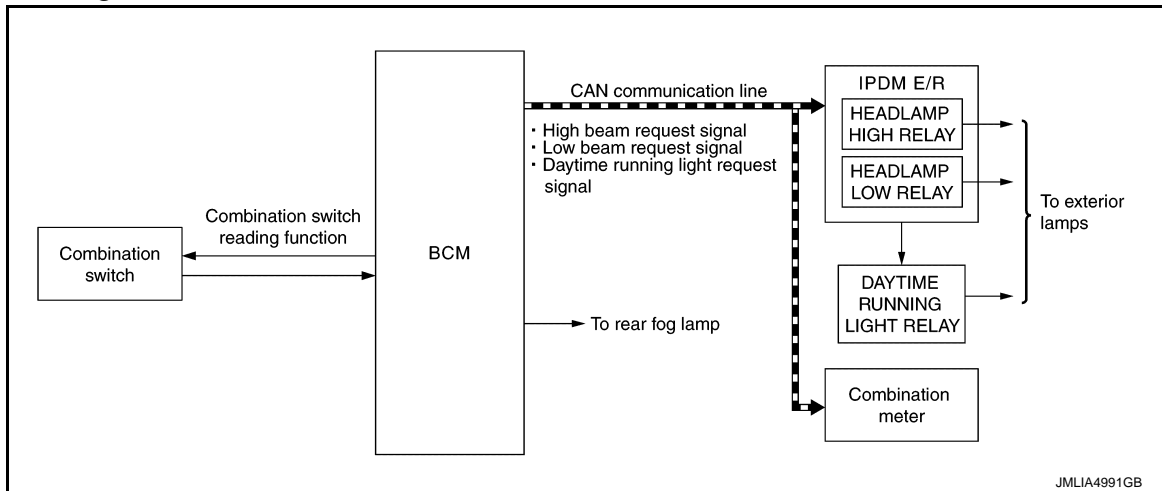 CAN communication line
· High beam request signal
· Low beam request signal
· Daytime running light request
signal
Combination switch
reading function
Combination
switch
BCM
To rear fog lamp
IPDM E/R
HEADLAMP
HIGH RELAY
HEADLAMP
LOW RELAY
To exterior
lamps
DAYTIME
RUNNING
LIGHT RELAY
Combination
meter
JMLIA4991GB